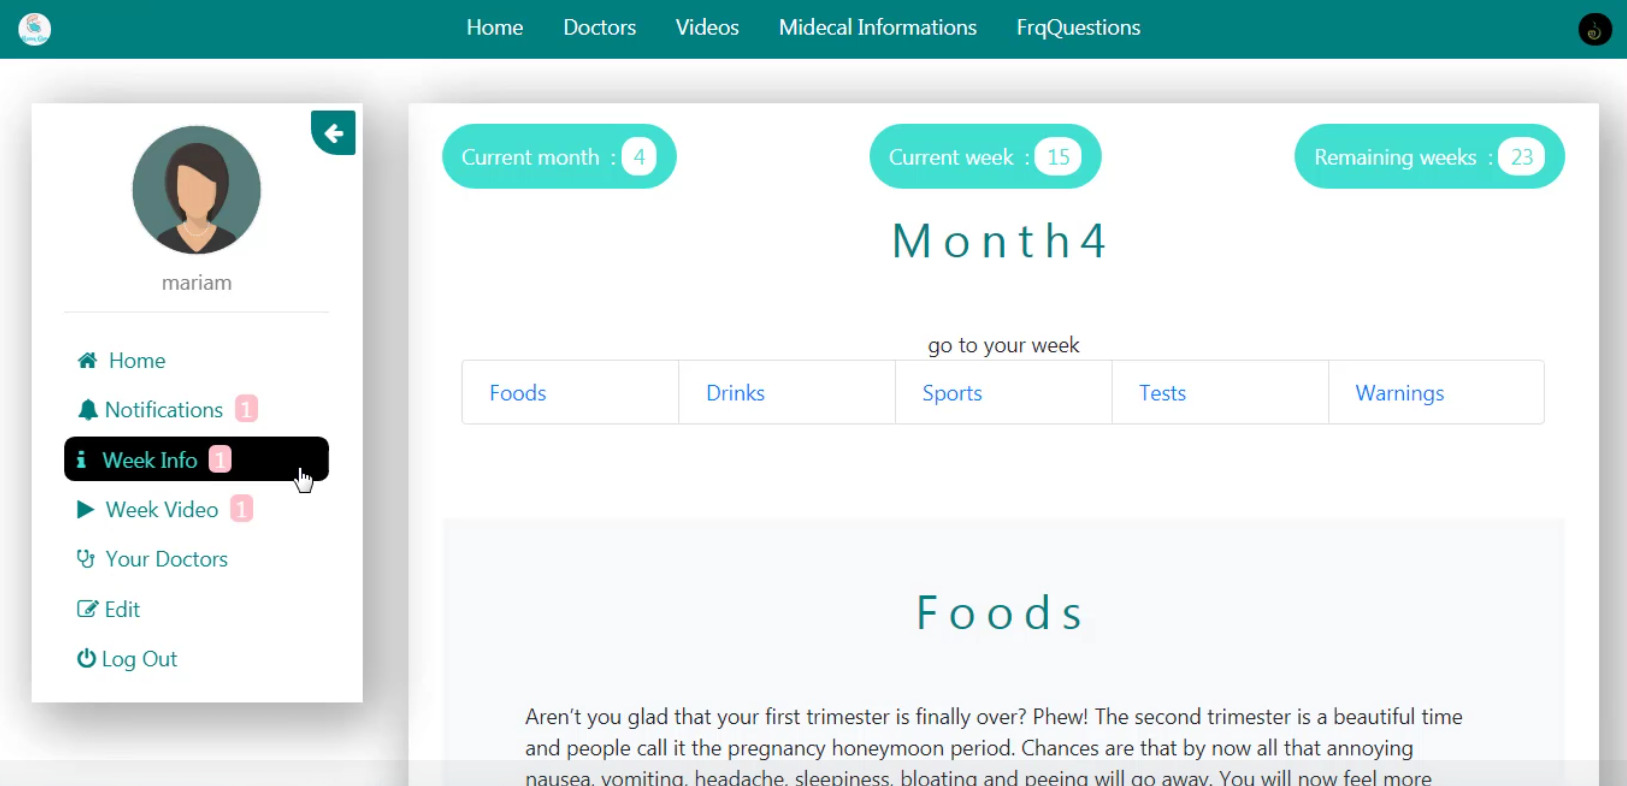 Home Doctors Videos Midecal Informations FrqQuestions
mariam
Home
Notifications 1
Week Info 1
Week Video 1
Your Doctors
Edit
Log Out
Current month : 4 Current week : 15 Remaining weeks : 23
Month4
go to your week
Foods Drinks Sports Tests Warnings
Foods
Aren't you glad that your first trimester is finally over? Phew! The second trimester is a beautiful time
and people call it the pregnancy honeymoon period. Chances are that by now all that annoying
nausea, vomiting, headache, sleepiness, bloating and peeing will go away. You will now feel more